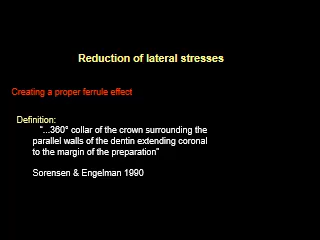 Reduction of lateral stresses
Creating a proper ferrule effect
Definition:
"...360° collar of the crown surrounding the
parallel walls of the dentin extending coronal
to the margin of the preparation"
Sorensen & Engelman 1990